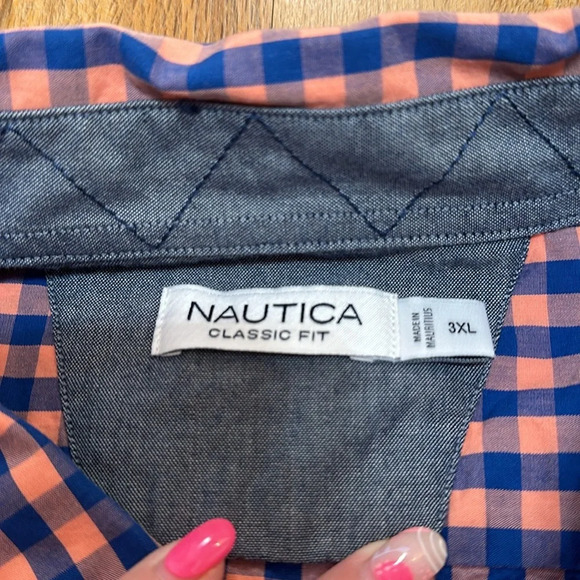 NAUTICA
CLASSIC FIT
MADE IN
MAURITIUS
3XL